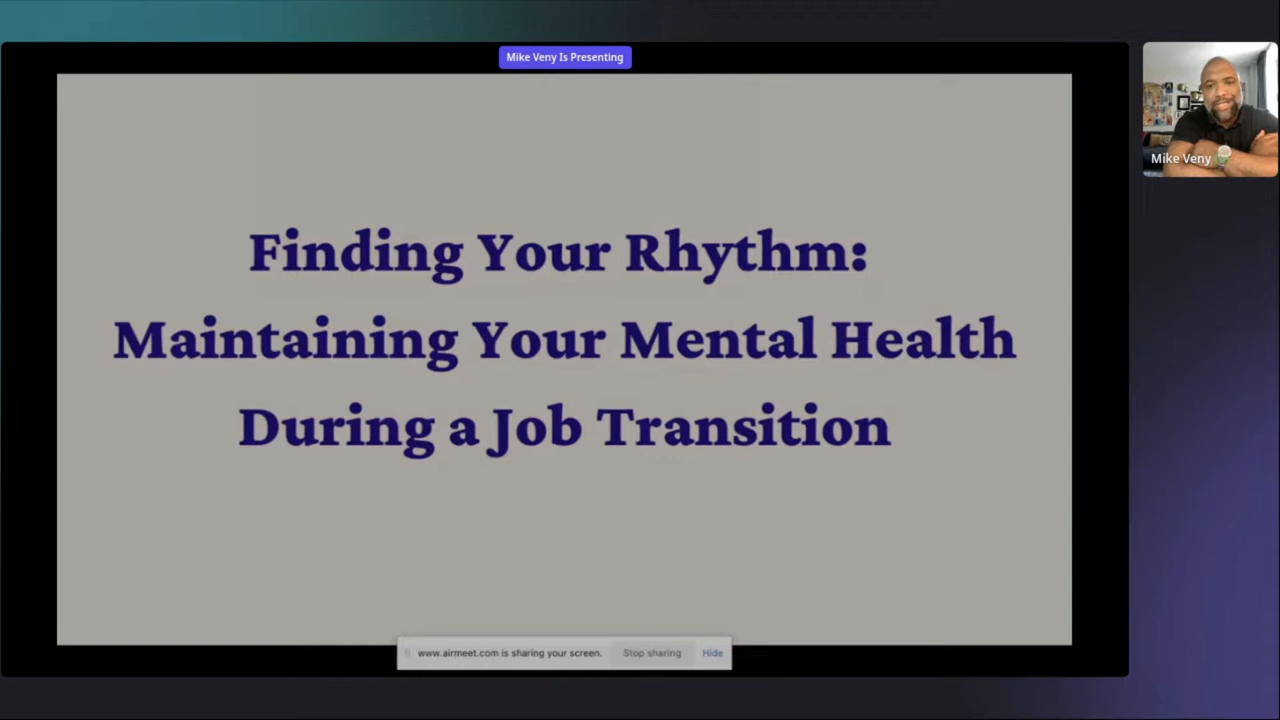 Mike Veny Is Presenting
Finding Your Rhythm:
Maintaining Your Mental Health
During a Job Transition
Mike Veny
www.airmeet.com is sharing your screen. Stop sharing Hide